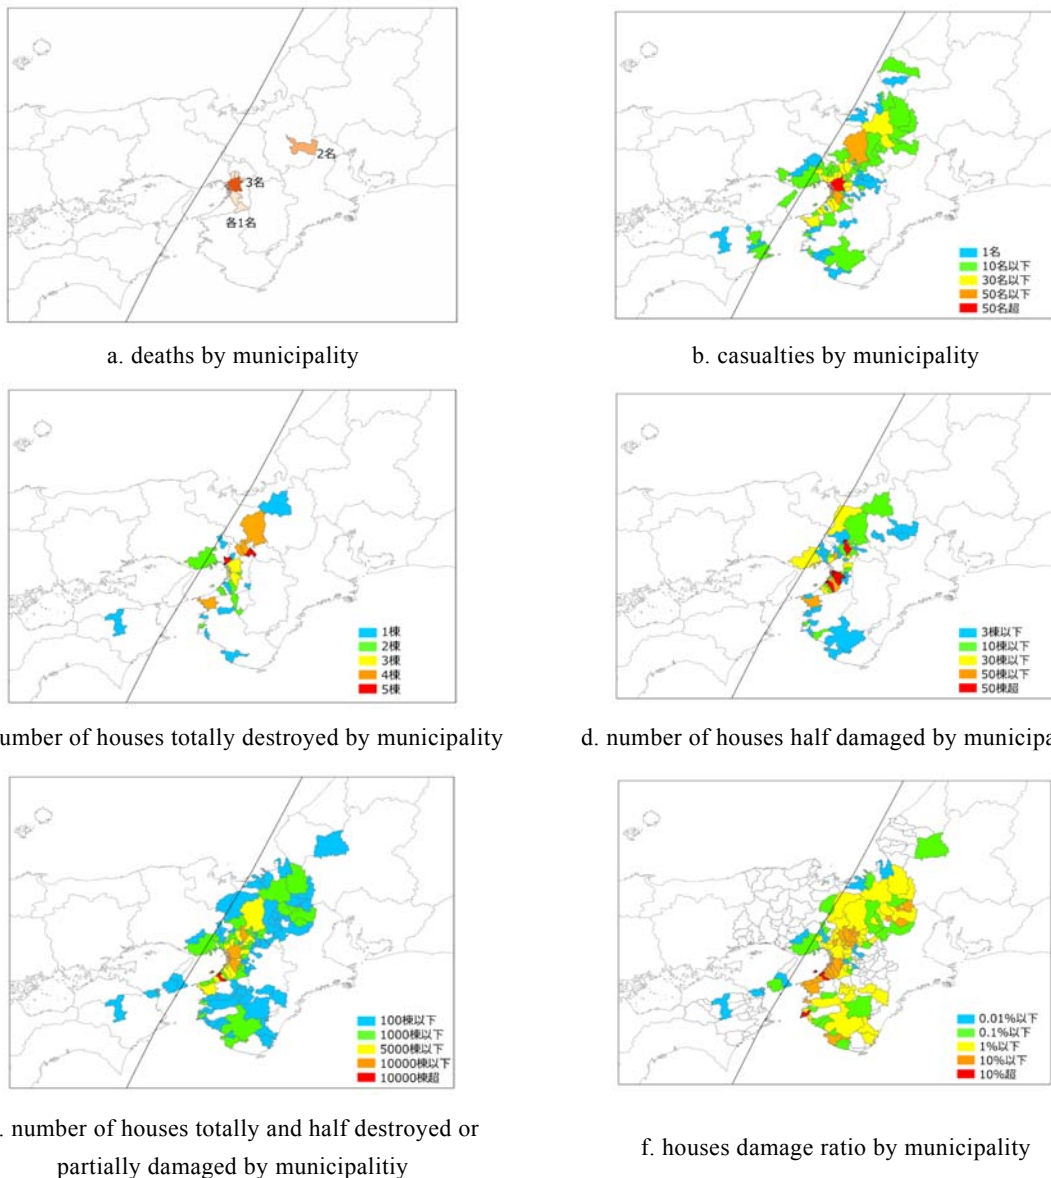 2名
3名
各1名
a. deaths by municipality
1名
10名以下
30名以下
50名以下
50名超
b. casualties by municipality
1棟
2棟
3棟
4棟
5棟
umber of houses totally destroyed by municipality
3棟以下
10棟以下
30棟以下
50棟以下
50棟超
d. number of houses half damaged by municipa
100棟以下
1000棟以下
5000棟以下
10000棟以下
10000棟超
. number of houses totally and half destroyed or
partially damaged by municipalitiy
0.01%以下
0.1%以下
1%以下
10%以下
10%超
f. houses damage ratio by municipality